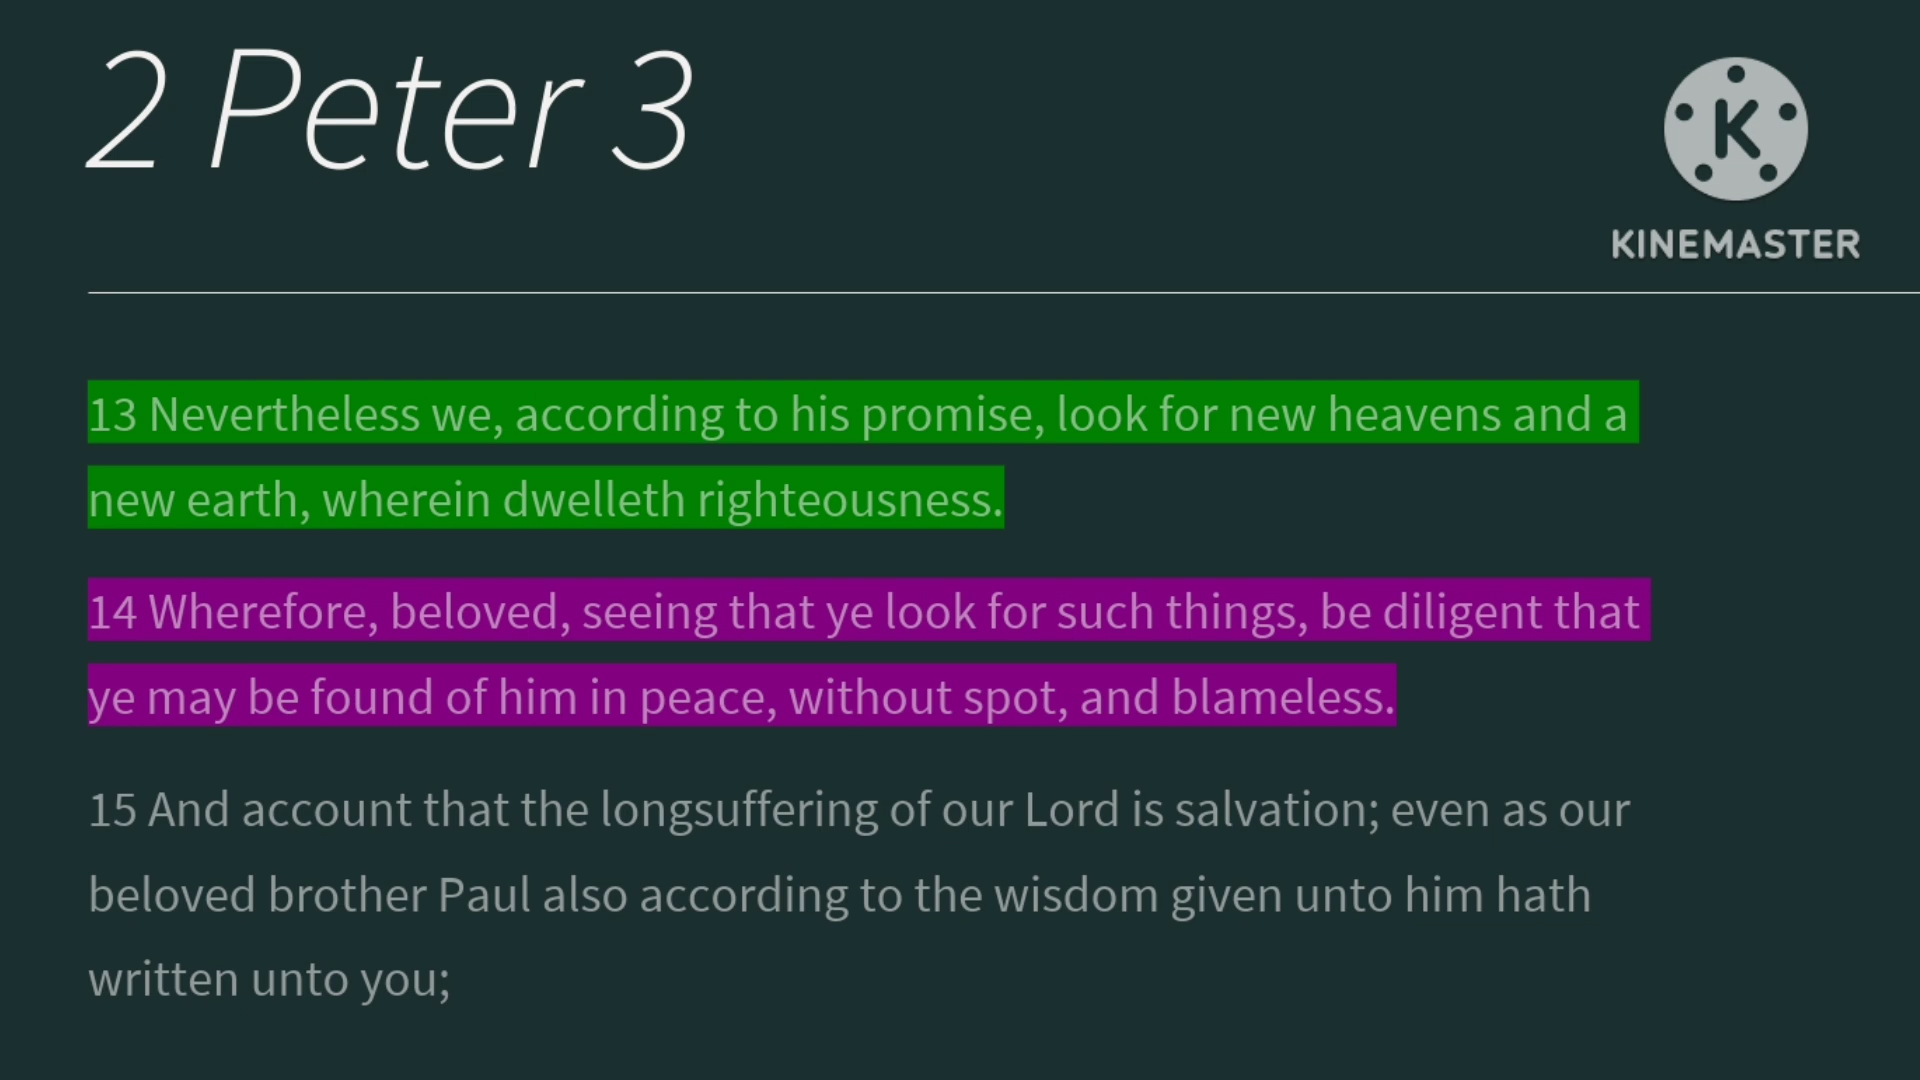 2 Peter 3
KINEMASTER
13 Nevertheless we, according to his promise, look for new heavens and a
new earth, wherein dwelleth righteousness.
14 Wherefore, beloved, seeing that ye look for such things, be diligent that
ye may be found of him in peace, without spot, and blameless.
15 And account that the longsuffering of our Lord is salvation; even as our
beloved brother Paul also according to the wisdom given unto him hath
written unto you;